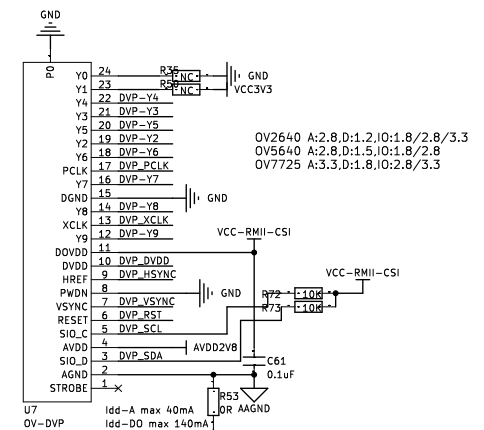 GND
P0
Y0 24 R35 NC GND
Y1 23 R50 NC VCC3V3
Y4 22 DVP-Y4
Y3 21 DVP-Y3
Y5 20 DVP-Y5
Y2 19 DVP-Y2
Y6 18 DVP-Y6
PCLK 17 DVP_PCLK
Y7 16 DVP-Y7
DGND 15 GND
Y8 14 DVP-Y8
XCLK 13 DVP_XCLK
Y9 12 DVP-Y9
DOVDD 11
DVDD 10 DVP_DVDD
HREF 9 DVP_HSYNC
PWDN 8 GND
VSYNC 7 DVP_VSYNC
RESET 6 DVP_RST
SIO_C 5 DVP_SCL
AVDD 4 AVDD2V8
SIO_D 3 DVP_SDA
AGND 2
STROBE 1
U7
OV-DVP
OV2640 A:2.8,D:1.2,IO:1.8/2.8/3.3
OV5640 A:2.8,D:1.5,IO:1.8/2.8
OV7725 A:3.3,D:1.8,IO:2.8/3.3
VCC-RMII-CSI
VCC-RMII-CSI
R72 10K
R73 10K
C61
0.1uF
R53
0R
AAGND
Idd-A max 40mA
Idd-DO max 140mA